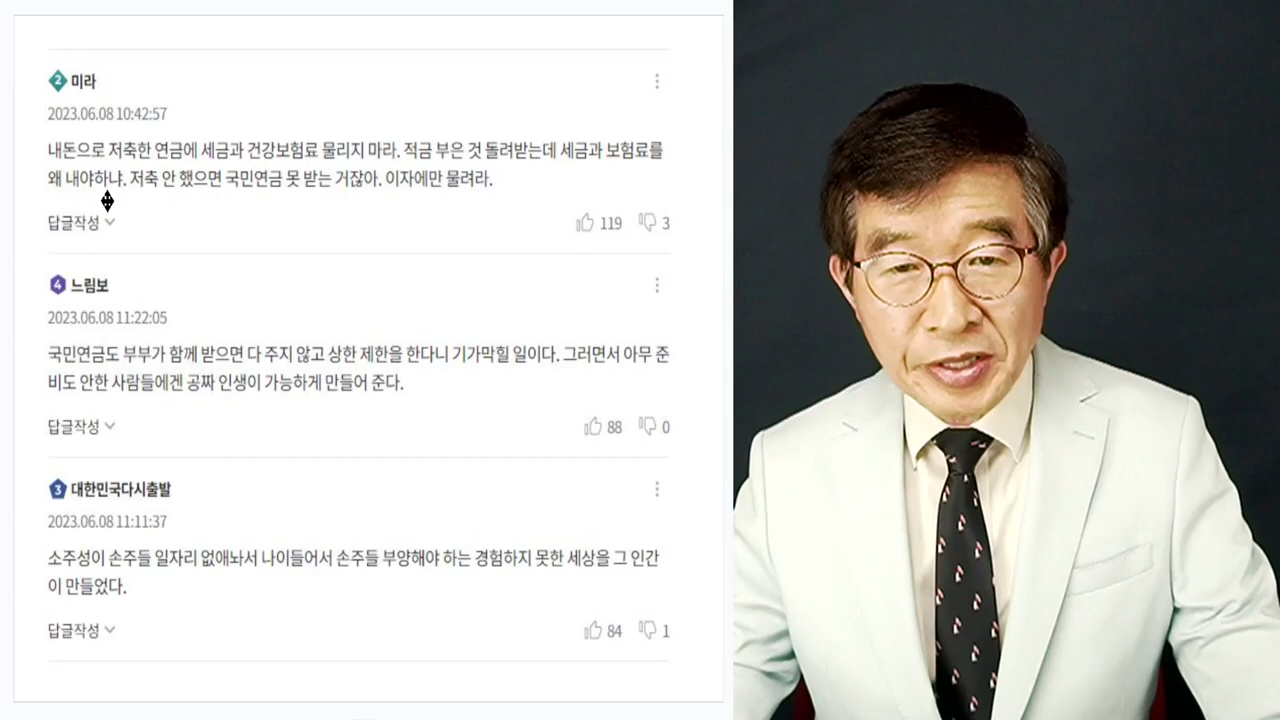 2 미라
2023.06.08 10:42:57
내돈으로 저축한 연금에 세금과 건강보험료 물리지 마라. 적금 부은 것 돌려받는데 세금과 보험료를
왜 내야하냐. 저축 안 했으면 국민연금 못 받는 거잖아. 이자에만 물려라.
답글작성 119 3
4 느림보
2023.06.08 11:22:05
국민연금도 부부가 함께 받으면 다 주지 않고 상한 제한을 한다니 기가막힐 일이다. 그러면서 아무 준
비도 안한 사람들에겐 공짜 인생이 가능하게 만들어 준다.
답글작성 88 0
3 대한민국다시출발
2023.06.08 11:11:37
소주성이 손주들 일자리 없애놔서 나이들어서 손주들 부양해야 하는 경험하지 못한 세상을 그 인간
이 만들었다.
답글작성 84 1